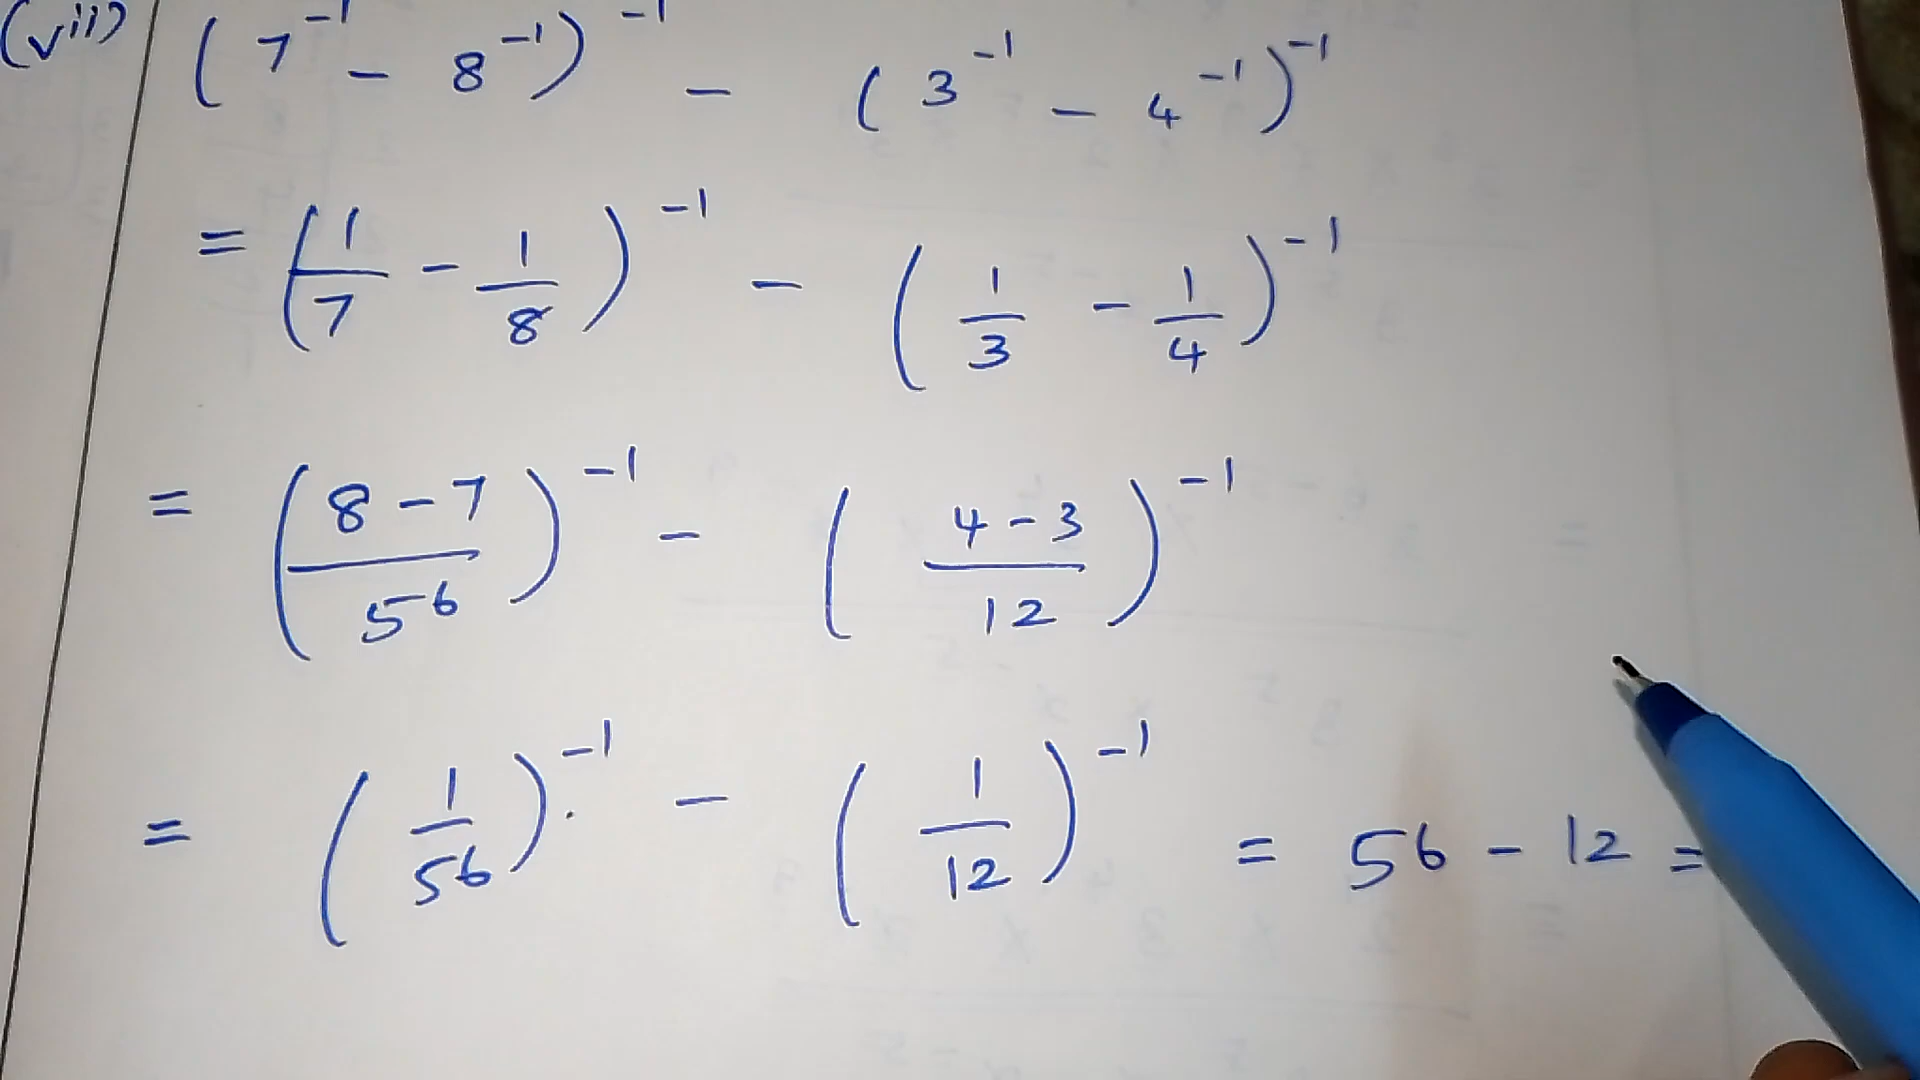 (vii) (7⁻¹ - 8⁻¹)⁻¹ - (3⁻¹ - 4⁻¹)⁻¹
= (1/7 - 1/8)⁻¹ - (1/3 - 1/4)⁻¹
= ((8-7)/56)⁻¹ - ((4-3)/12)⁻¹
= (1/56)⁻¹ - (1/12)⁻¹ = 56 - 12 =